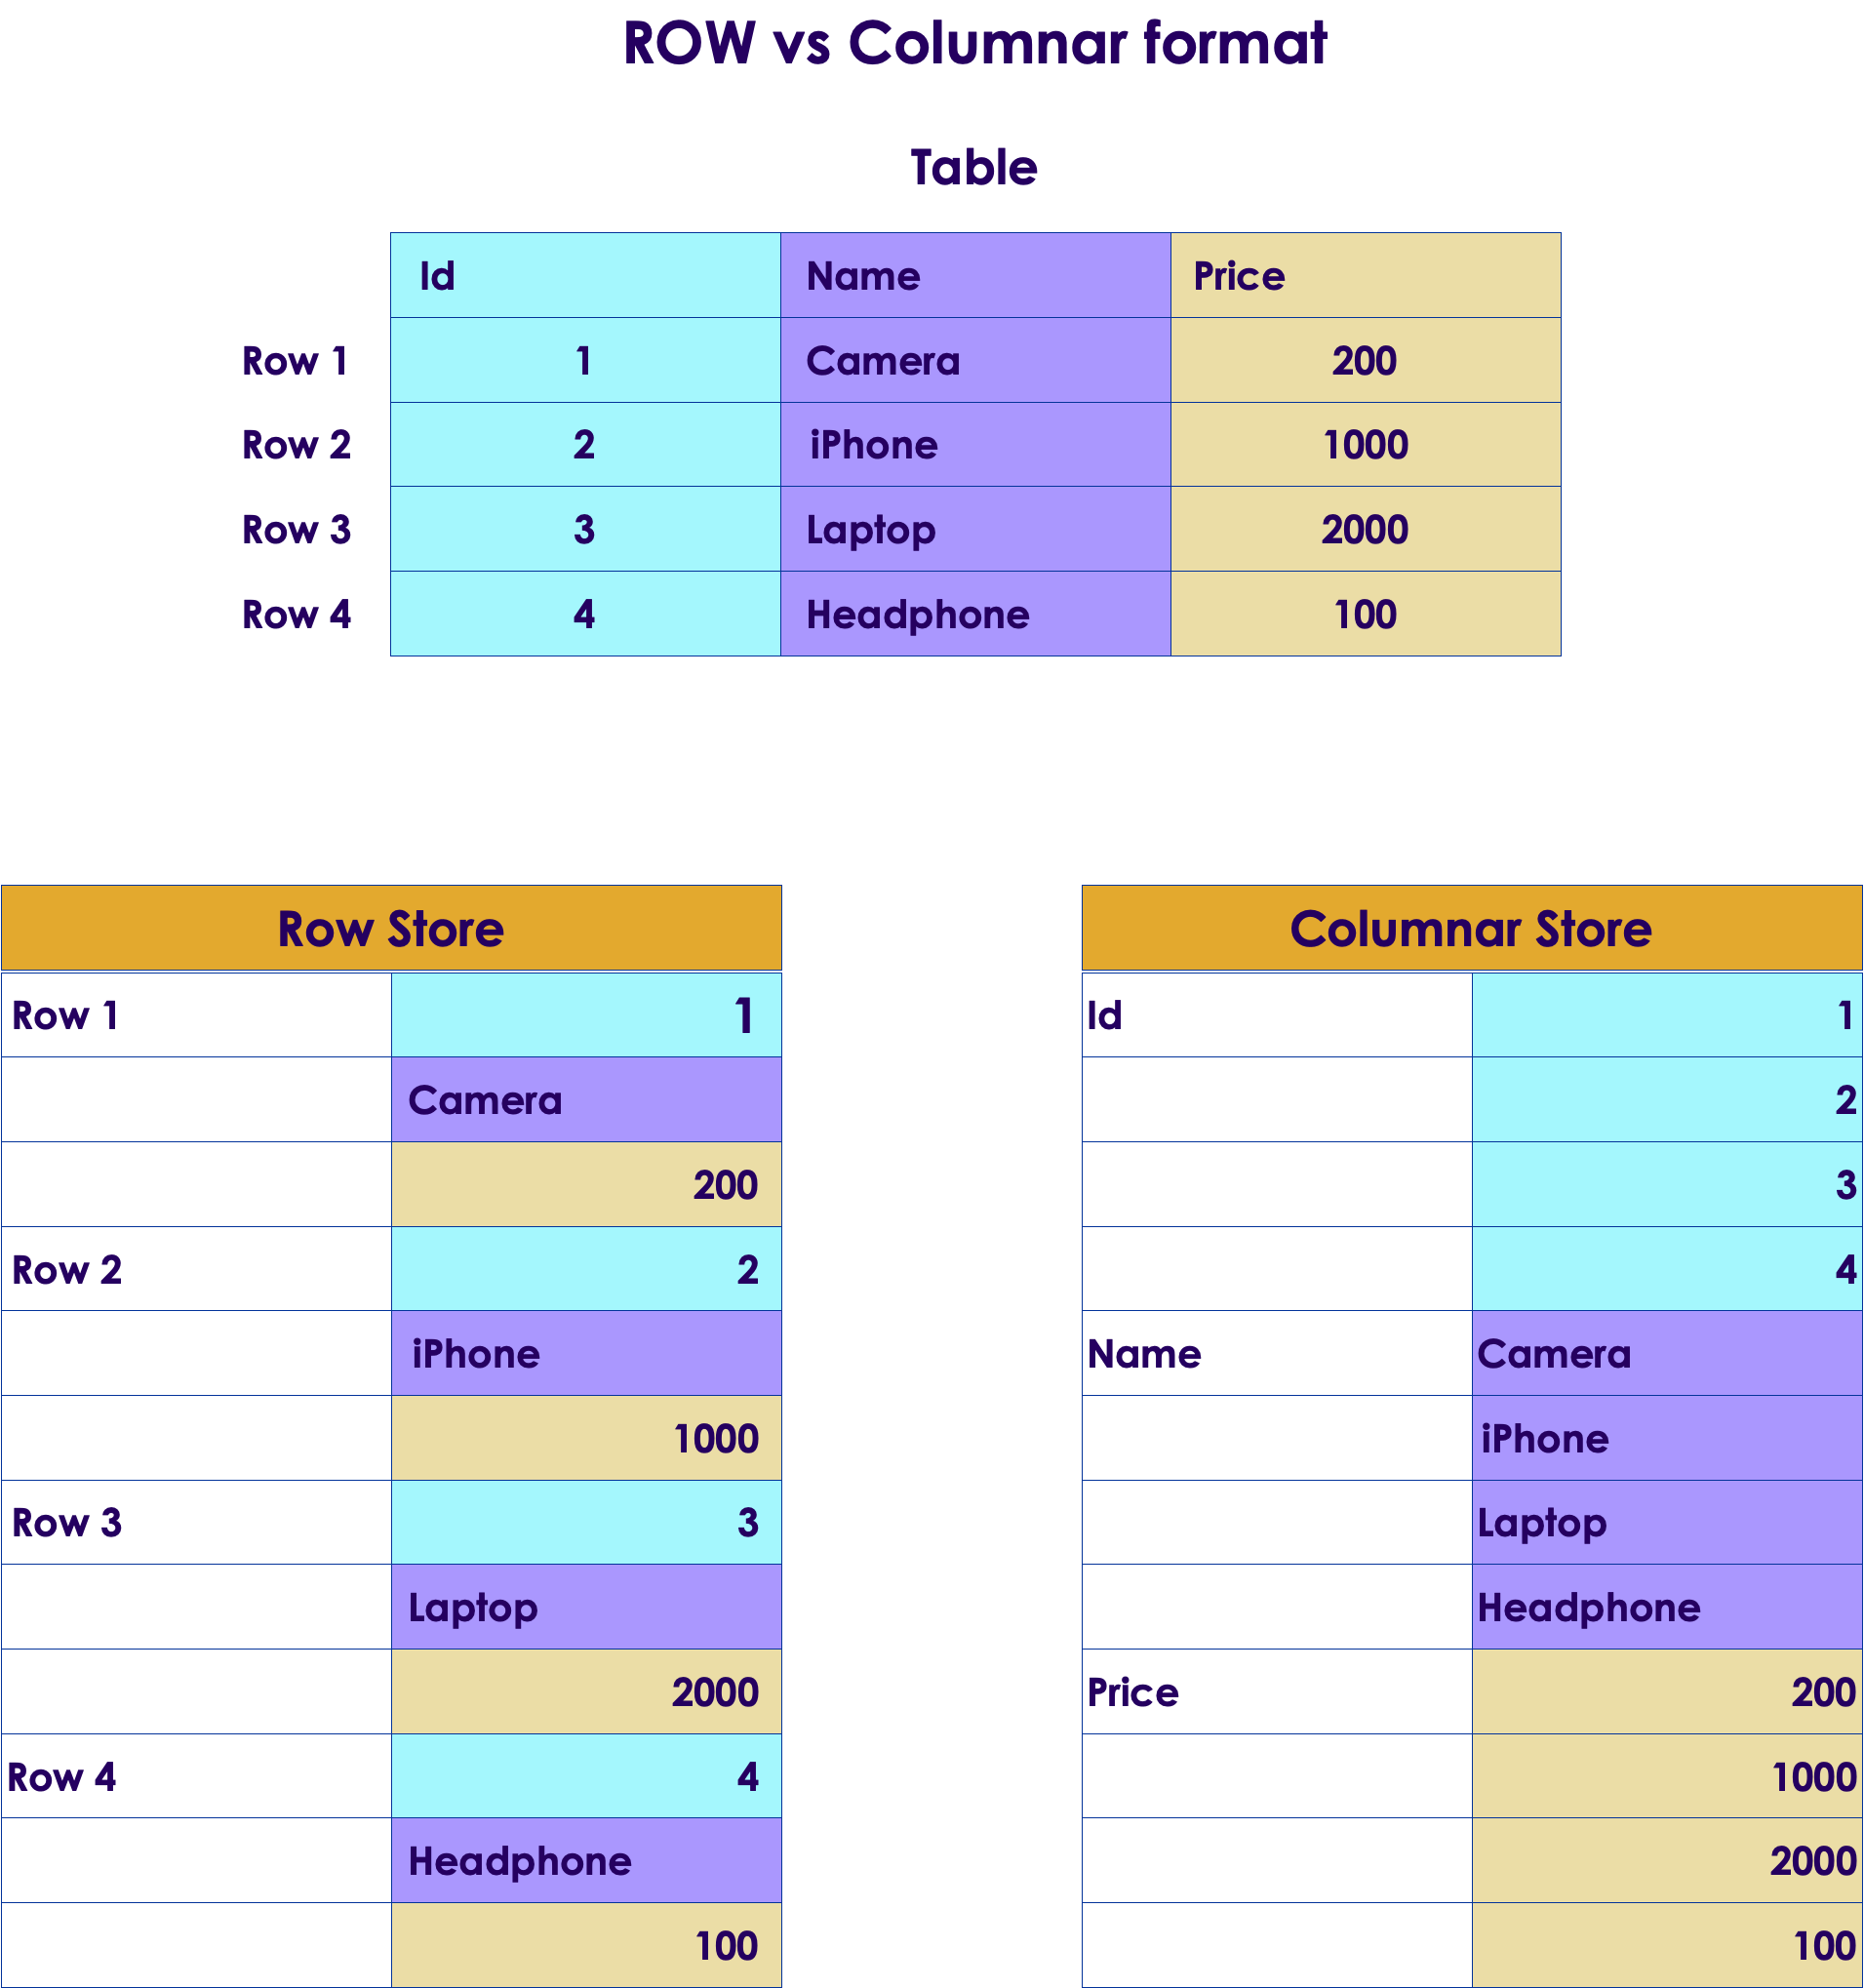 ROW vs Columnar format
Table
Id Name Price
Row 1 1 Camera 200
Row 2 2 iPhone 1000
Row 3 3 Laptop 2000
Row 4 4 Headphone 100
Row Store
Row 1 1
Camera
200
Row 2 2
iPhone
1000
Row 3 3
Laptop
2000
Row 4 4
Headphone
100
Columnar Store
Id 1
2
3
4
Name Camera
iPhone
Laptop
Headphone
Price 200
1000
2000
100